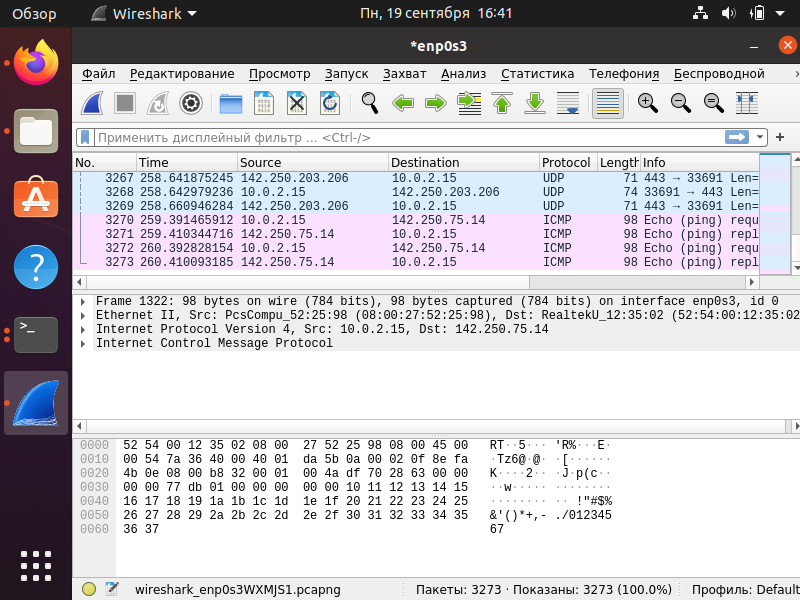 Обзор Wireshark Пн, 19 сентября 16:41
*enp0s3
Файл Редактирование Просмотр Запуск Захват Анализ Статистика Телефония Беспроводной
Применить дисплейный фильтр … <Ctrl-/>
No. Time Source Destination Protocol Length Info
3267 258.641875245 142.250.203.206 10.0.2.15 UDP 71 443 → 33691 Len=
3268 258.642979236 10.0.2.15 142.250.203.206 UDP 74 33691 → 443 Len=
3269 258.660946284 142.250.203.206 10.0.2.15 UDP 71 443 → 33691 Len=
3270 259.391465912 10.0.2.15 142.250.75.14 ICMP 98 Echo (ping) requ
3271 259.410344716 142.250.75.14 10.0.2.15 ICMP 98 Echo (ping) repl
3272 260.392828154 10.0.2.15 142.250.75.14 ICMP 98 Echo (ping) requ
3273 260.410093185 142.250.75.14 10.0.2.15 ICMP 98 Echo (ping) repl
Frame 1322: 98 bytes on wire (784 bits), 98 bytes captured (784 bits) on interface enp0s3, id 0
Ethernet II, Src: PcsCompu_52:25:98 (08:00:27:52:25:98), Dst: RealtekU_12:35:02 (52:54:00:12:35:02
Internet Protocol Version 4, Src: 10.0.2.15, Dst: 142.250.75.14
Internet Control Message Protocol
0000 52 54 00 12 35 02 08 00 27 52 25 98 08 00 45 00 RT··5··· 'R%···E·
0010 00 54 7a 36 40 00 40 01 da 5b 0a 00 02 0f 8e fa ·Tz6@·@· ·[······
0020 4b 0e 08 00 b8 32 00 01 00 4a df 70 28 63 00 00 K····2·· ·J·p(c··
0030 00 00 77 db 01 00 00 00 00 00 10 11 12 13 14 15 ··w····· ········
0040 16 17 18 19 1a 1b 1c 1d 1e 1f 20 21 22 23 24 25 ········ ·· !"#$%
0050 26 27 28 29 2a 2b 2c 2d 2e 2f 30 31 32 33 34 35 &'()*+,- ./012345
0060 36 37 67
wireshark_enp0s3WXMJS1.pcapng Пакеты: 3273 · Показаны: 3273 (100.0%) Профиль: Default